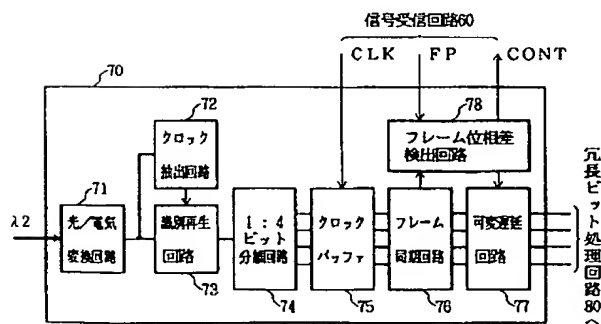 信号受信回路60
CLK FP CONT
70
72
クロック
抽出回路
78
フレーム位相差
検出回路
71
λ2
光/電気
変換回路
識別再生
回路
73
1:4
ビット
分離回路
74
クロック
バッファ
75
フレーム
同期回路
76
可変遅延
回路
77
冗長ビット処理回路80へ